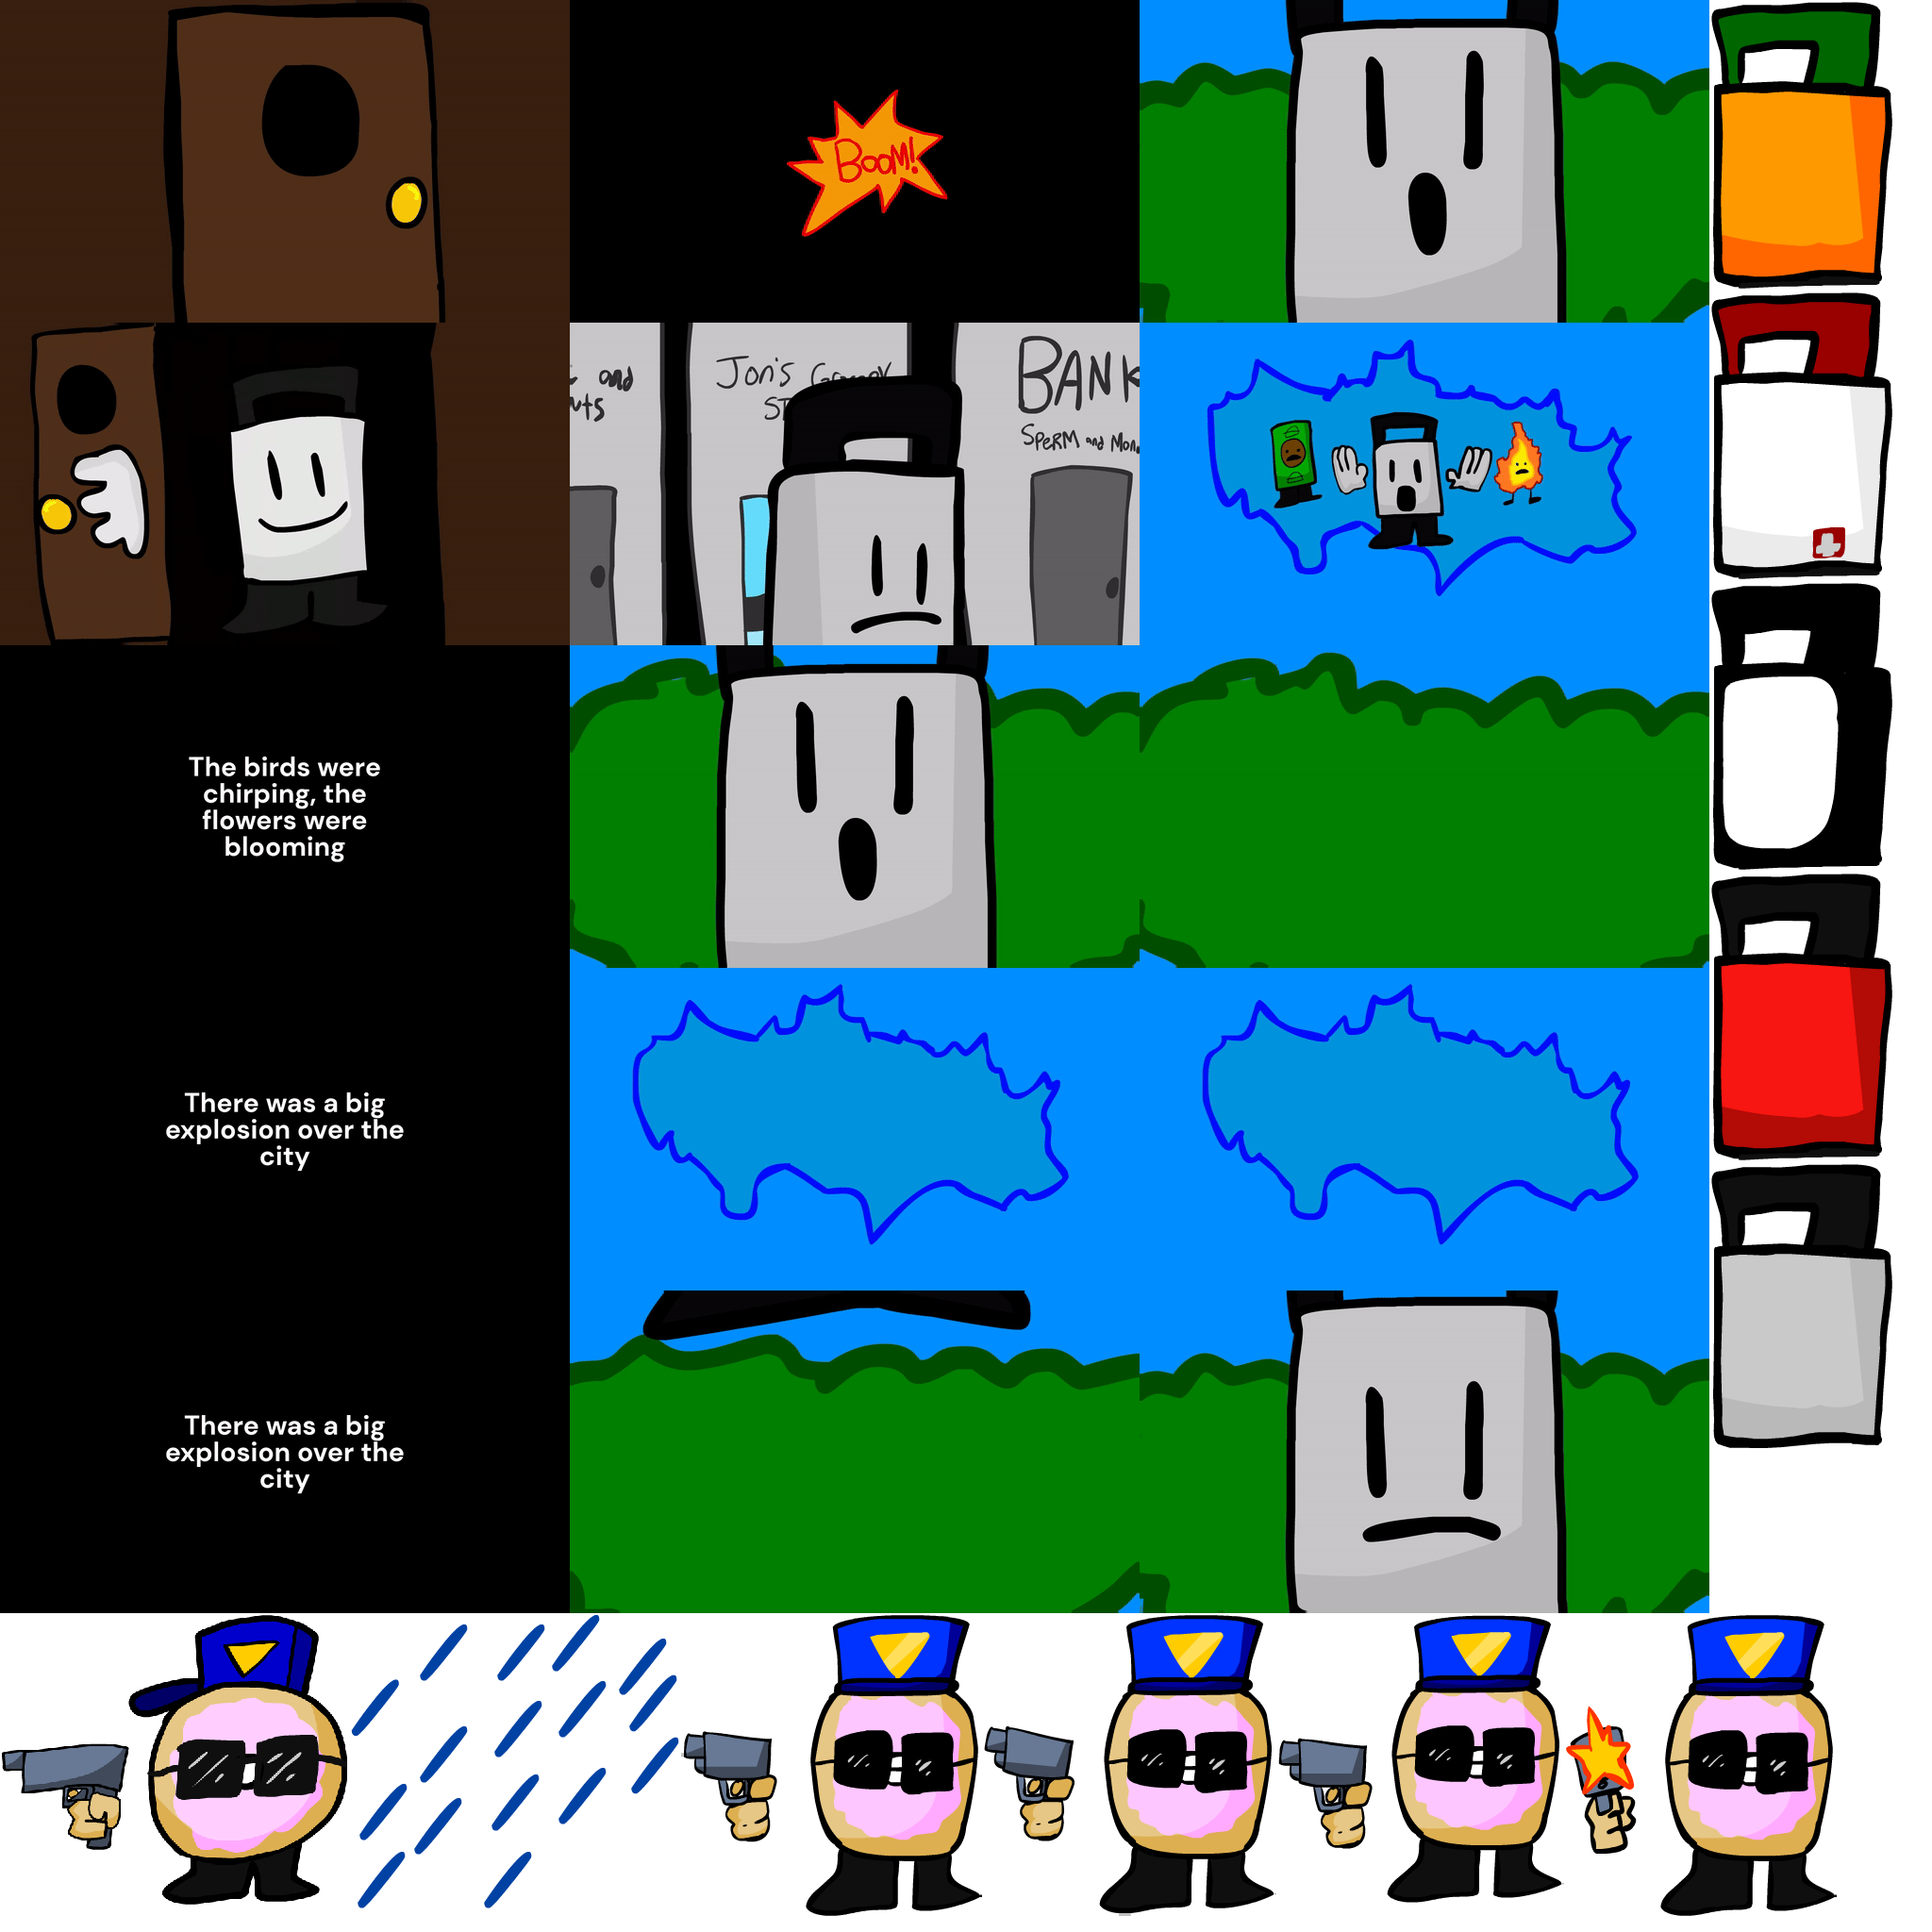 BOOM!
and
Jon's
BANK
SPERM and Mon
The birds were
chirping, the
flowers were
blooming
There was a big
explosion over the
city
There was a big
explosion over the
city